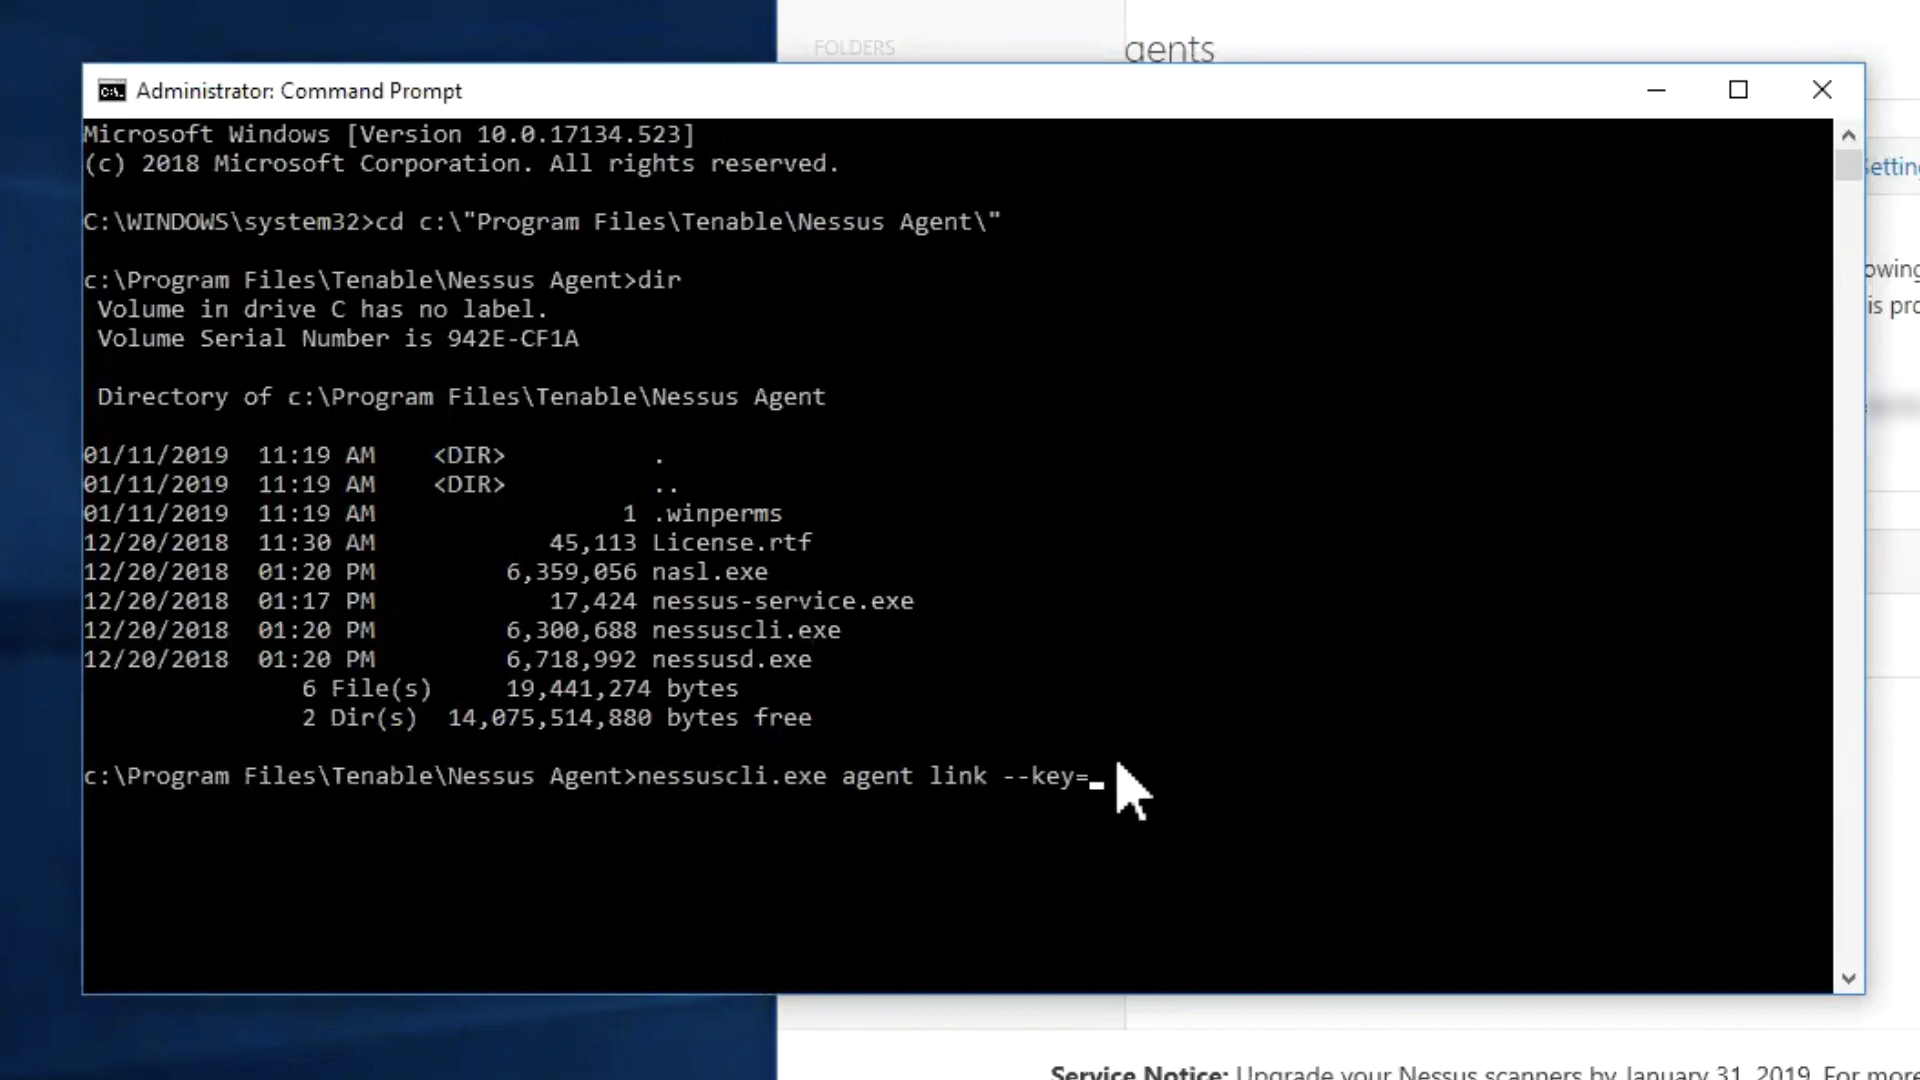 FOLDERS
gents
Administrator: Command Prompt
Microsoft Windows [Version 10.0.17134.523]
(c) 2018 Microsoft Corporation. All rights reserved.
C:\WINDOWS\system32>cd c:\"Program Files\Tenable\Nessus Agent\"
c:\Program Files\Tenable\Nessus Agent>dir
Volume in drive C has no label.
Volume Serial Number is 942E-CF1A
Directory of c:\Program Files\Tenable\Nessus Agent
01/11/2019  11:19 AM    <DIR>          .
01/11/2019  11:19 AM    <DIR>          ..
01/11/2019  11:19 AM                 1 .winperms
12/20/2018  11:30 AM            45,113 License.rtf
12/20/2018  01:20 PM         6,359,056 nasl.exe
12/20/2018  01:17 PM            17,424 nessus-service.exe
12/20/2018  01:20 PM         6,300,688 nessuscli.exe
12/20/2018  01:20 PM         6,718,992 nessusd.exe
6 File(s)     19,441,274 bytes
2 Dir(s)  14,075,514,880 bytes free
c:\Program Files\Tenable\Nessus Agent>nessuscli.exe agent link --key=
etting
owing
is pro
Service Notice: Upgrade your Nessus scanners by January 31, 2019. For more